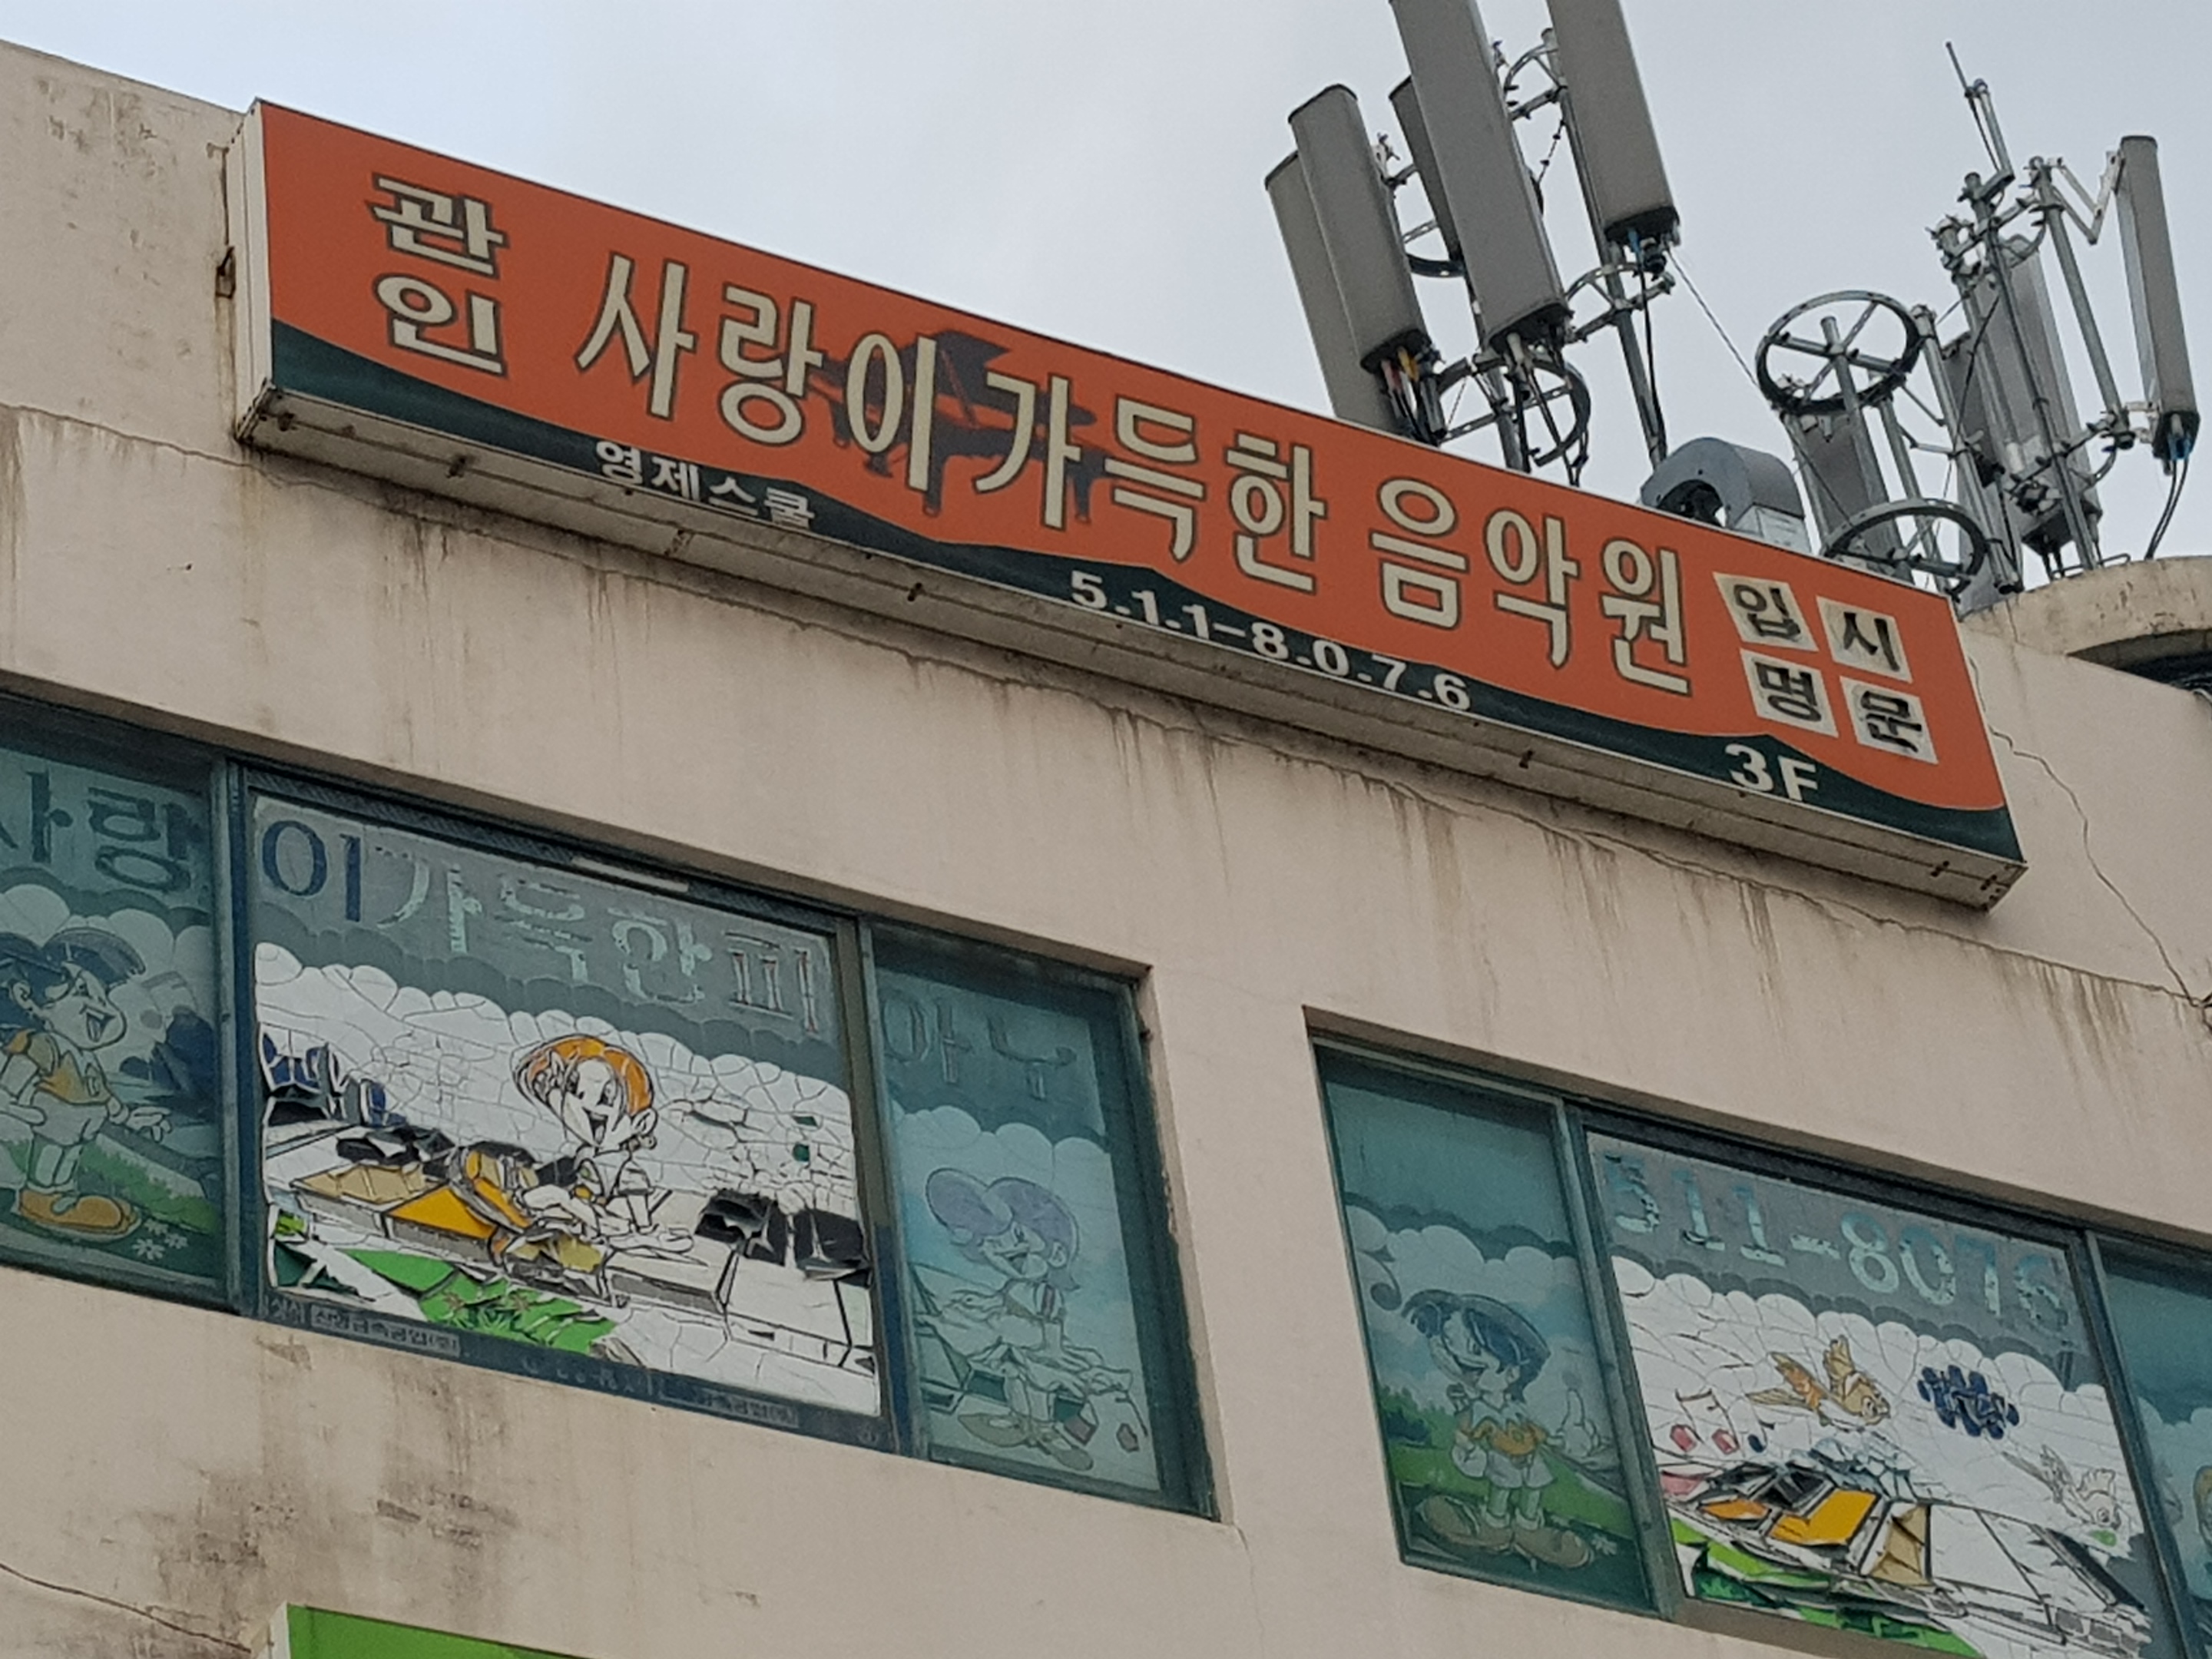 관인 사랑이가득한 음악원
입시
명문
영제스쿨
5.1.1-8.0.7.6
3F
사랑이가득한피아노
511-8076